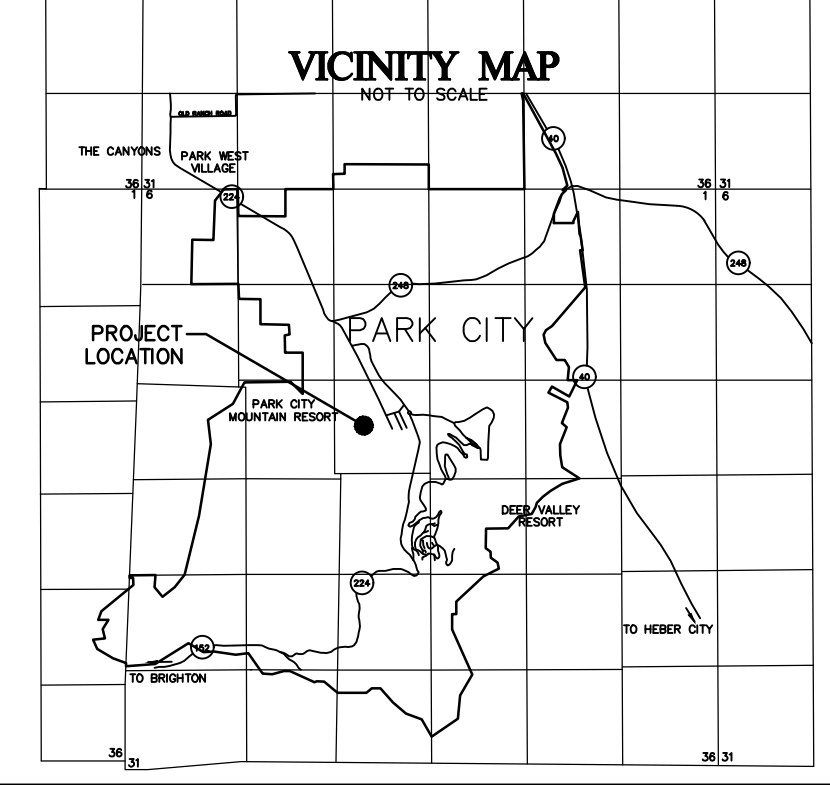 VICINITY MAP
NOT TO SCALE
OLD RANCH ROAD
40
THE CANYONS
PARK WEST
VILLAGE
36 31
1 6
224
36 31
1 6
248
248
PARK CITY
PROJECT
LOCATION
40
PARK CITY
MOUNTAIN RESORT
DEER VALLEY
RESORT
224
TO HEBER CITY
152
TO BRIGHTON
36
31
36 31